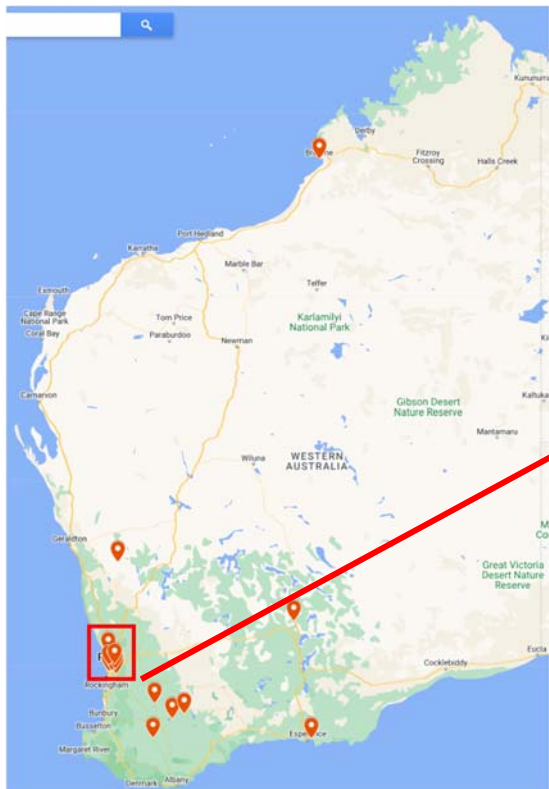 Kununurra
Derby
Fitzroy
Crossing
Halls Creek
Port Hedland
Karratha
Marble Bar
Exmouth
Telfer
Cape Range
National Park
Coral Bay
Tom Price
Paraburdoo
Karlamilyi
National Park
Newman
Carnarvon
Gibson Desert
Nature Reserve
Mantamaru
Wiluna
WESTERN
AUSTRALIA
Geraldton
Great Victoria
Desert Nature
Reserve
Eucla
Cocklebiddy
Rockingham
Bunbury
Busselton
Margaret River
Denmark
Albany